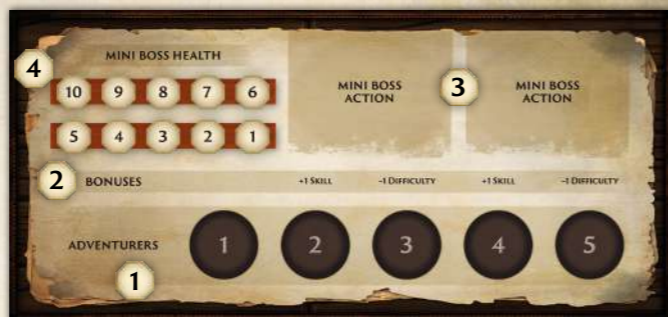 4
MINI BOSS HEALTH
10 9 8 7 6
5 4 3 2 1
MINI BOSS
ACTION
3
MINI BOSS
ACTION
2
BONUSES +1 SKILL -1 DIFFICULTY +1 SKILL -1 DIFFICULTY
ADVENTURERS 1 2 3 4 5
1